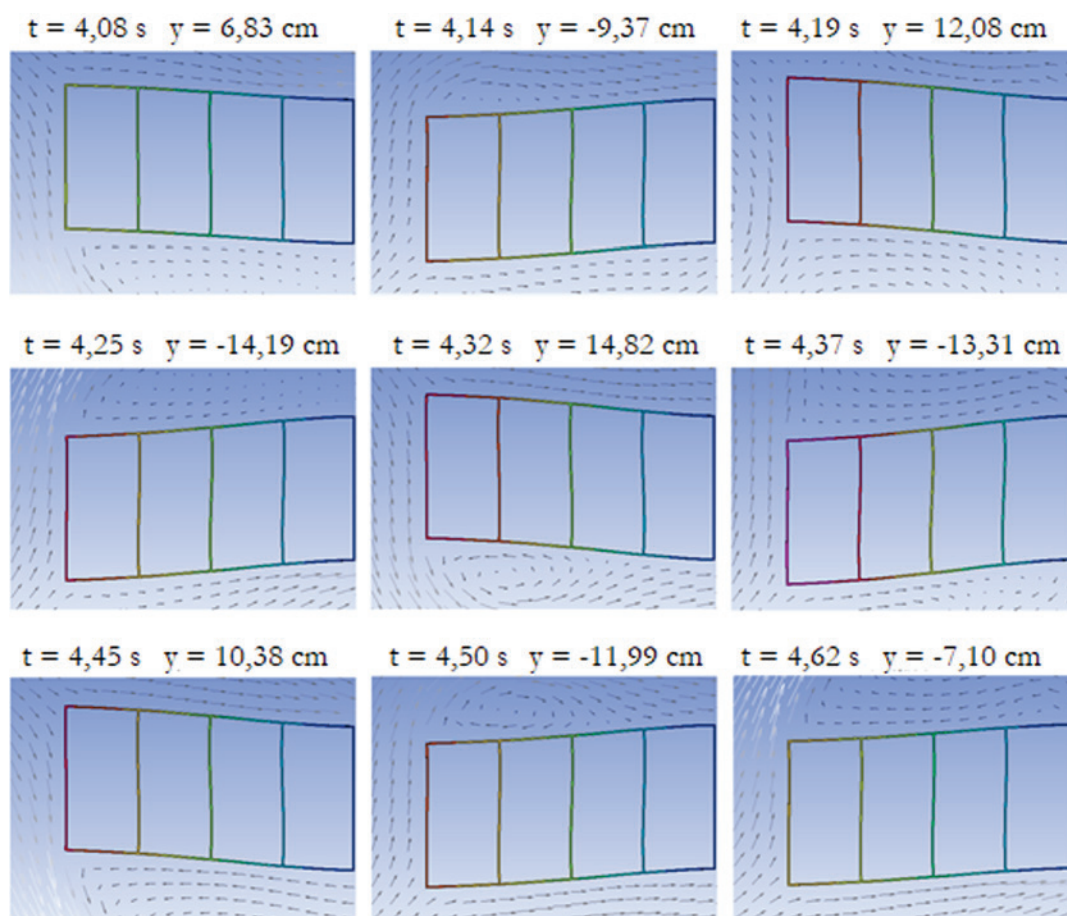 t = 4,08 s y = 6,83 cm
t = 4,14 s y = -9,37 cm
t = 4,19 s y = 12,08 cm
t = 4,25 s y = -14,19 cm
t = 4,32 s y = 14,82 cm
t = 4,37 s y = -13,31 cm
t = 4,45 s y = 10,38 cm
t = 4,50 s y = -11,99 cm
t = 4,62 s y = -7,10 cm